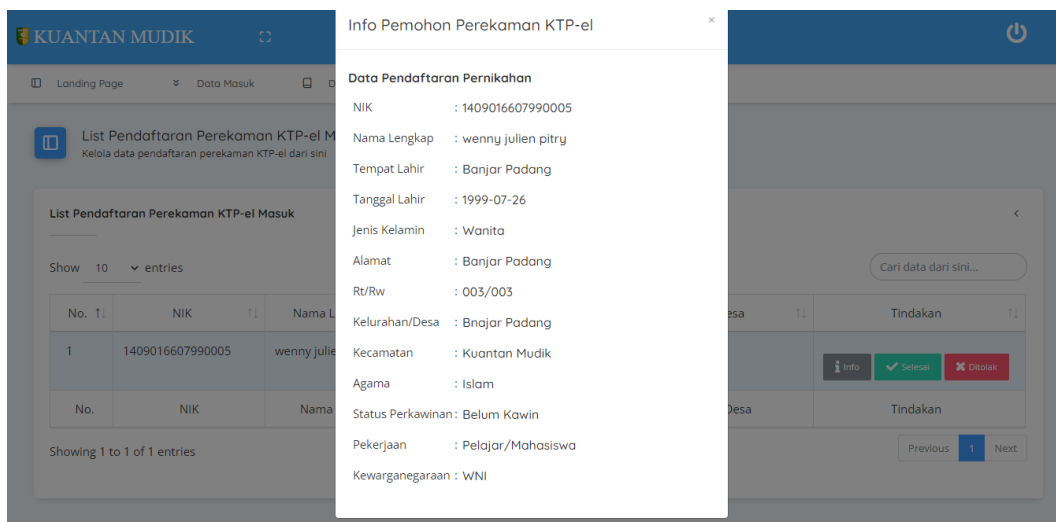 KUANTAN MUDIK
Landing Page
Data Masuk
D
List Pendaftaran Perekaman KTP-el M
Kelola data pendaftaran perekaman KTP-el dari sini
List Pendaftaran Perekaman KTP-el Masuk
Show 10 entries
Cari data dari sini...
No. NIK Nama L esa Tindakan
1 1409016607990005 wenny julie Info Selesai Ditolak
No. NIK Nama Desa Tindakan
Showing 1 to 1 of 1 entries
Previous 1 Next
Info Pemohon Perekaman KTP-el ×
Data Pendaftaran Pernikahan
NIK : 1409016607990005
Nama Lengkap : wenny julien pitry
Tempat Lahir : Banjar Padang
Tanggal Lahir : 1999-07-26
Jenis Kelamin : Wanita
Alamat : Banjar Padang
Rt/Rw : 003/003
Kelurahan/Desa : Bnajar Padang
Kecamatan : Kuantan Mudik
Agama : Islam
Status Perkawinan : Belum Kawin
Pekerjaan : Pelajar/Mahasiswa
Kewarganegaraan : WNI